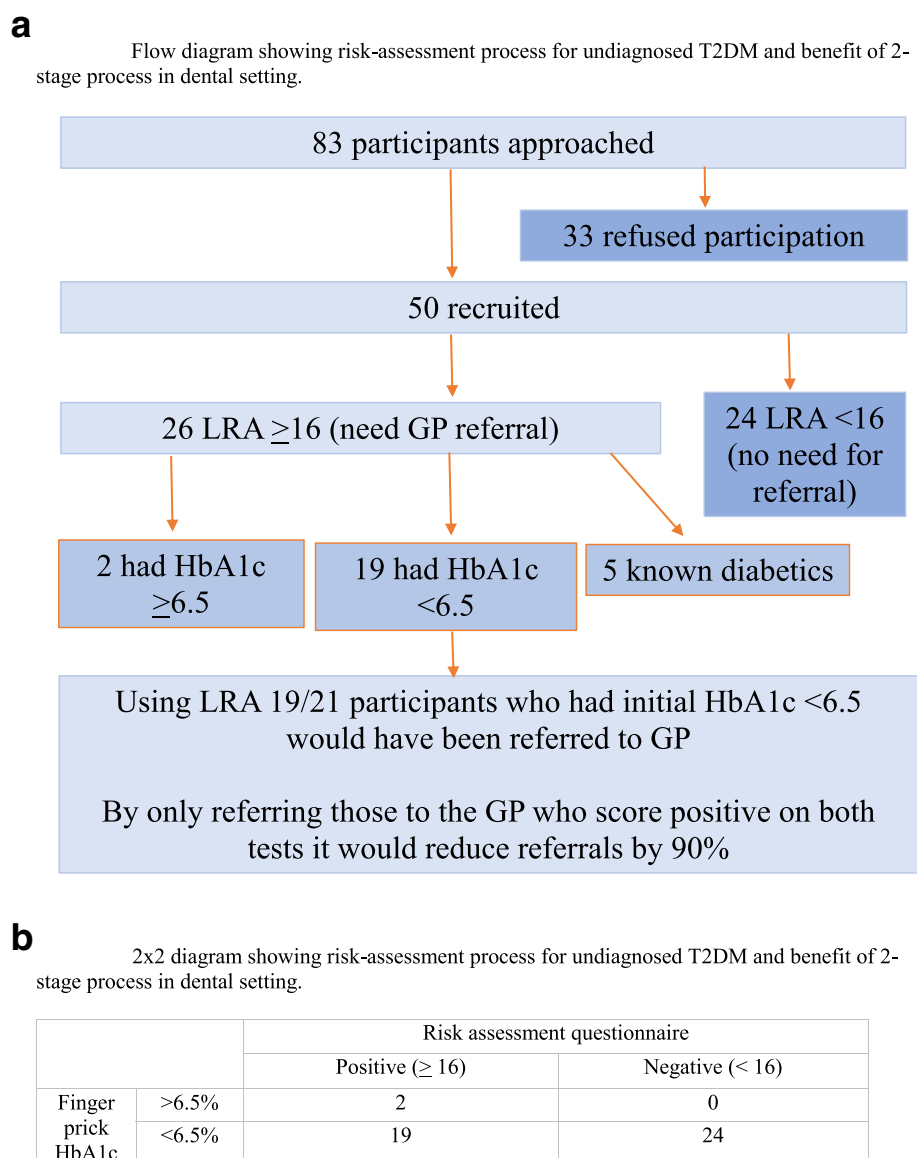 a
Flow diagram showing risk-assessment process for undiagnosed T2DM and benefit of 2-
stage process in dental setting.
83 participants approached
33 refused participation
50 recruited
26 LRA ≥16 (need GP referral)
24 LRA <16
(no need for
referral)
2 had HbA1c
≥6.5
19 had HbA1c
<6.5
5 known diabetics
Using LRA 19/21 participants who had initial HbA1c <6.5
would have been referred to GP
By only referring those to the GP who score positive on both
tests it would reduce referrals by 90%
b
2x2 diagram showing risk-assessment process for undiagnosed T2DM and benefit of 2-
stage process in dental setting.
Risk assessment questionnaire
Positive (≥ 16) Negative (< 16)
Finger
prick
HbA1c
>6.5% 2 0
<6.5% 19 24